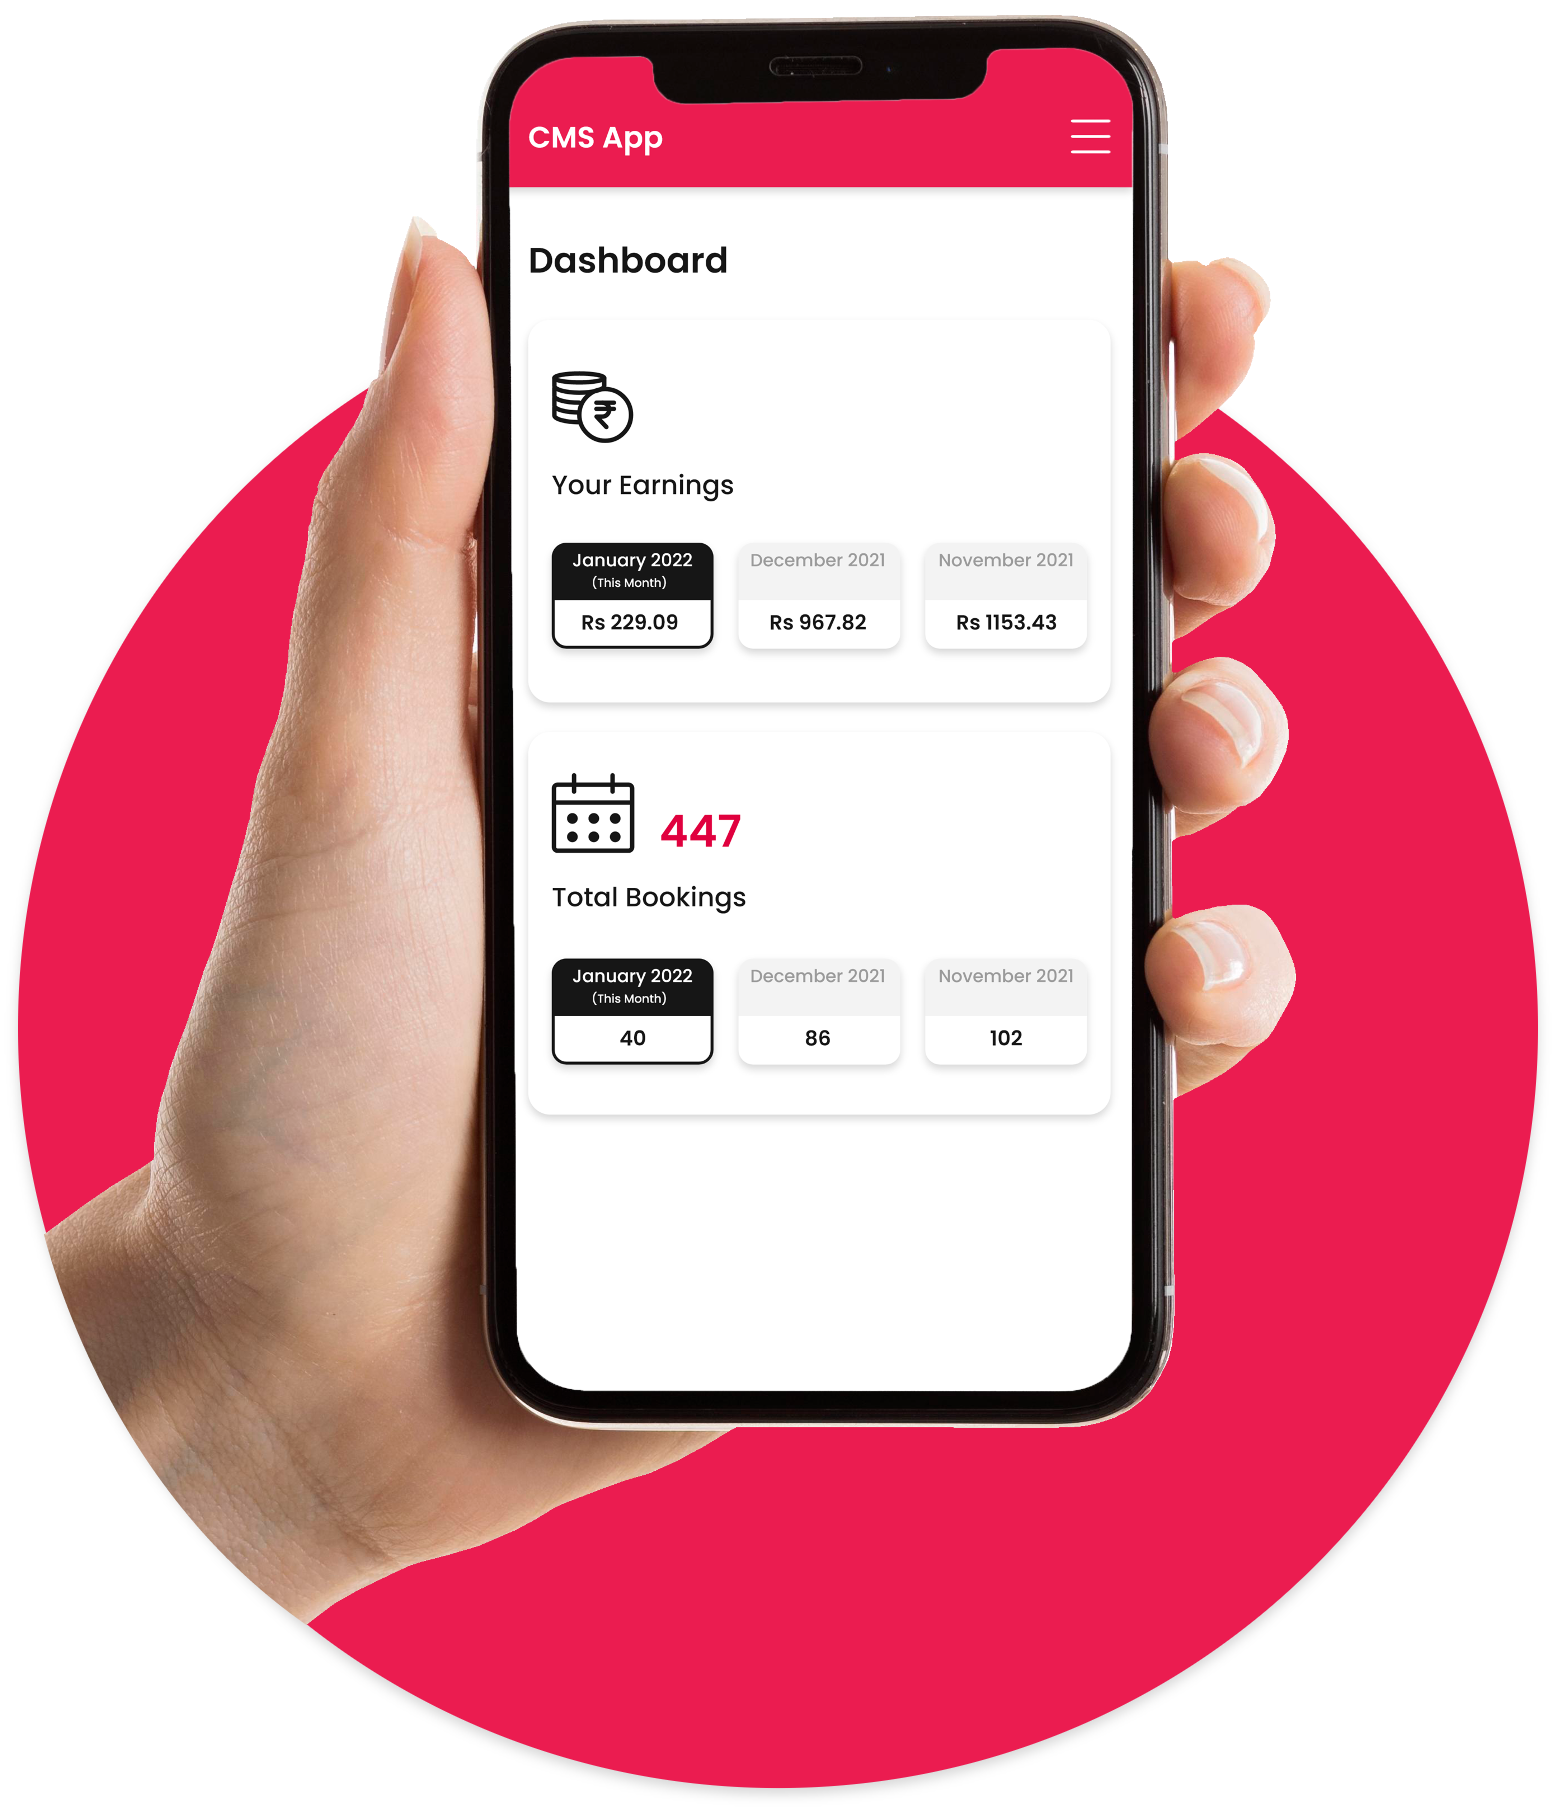 CMS App
Dashboard
₹
Your Earnings
January 2022
(This Month)
Rs 229.09
December 2021
Rs 967.82
November 2021
Rs 1153.43
447
Total Bookings
January 2022
(This Month)
40
December 2021
86
November 2021
102